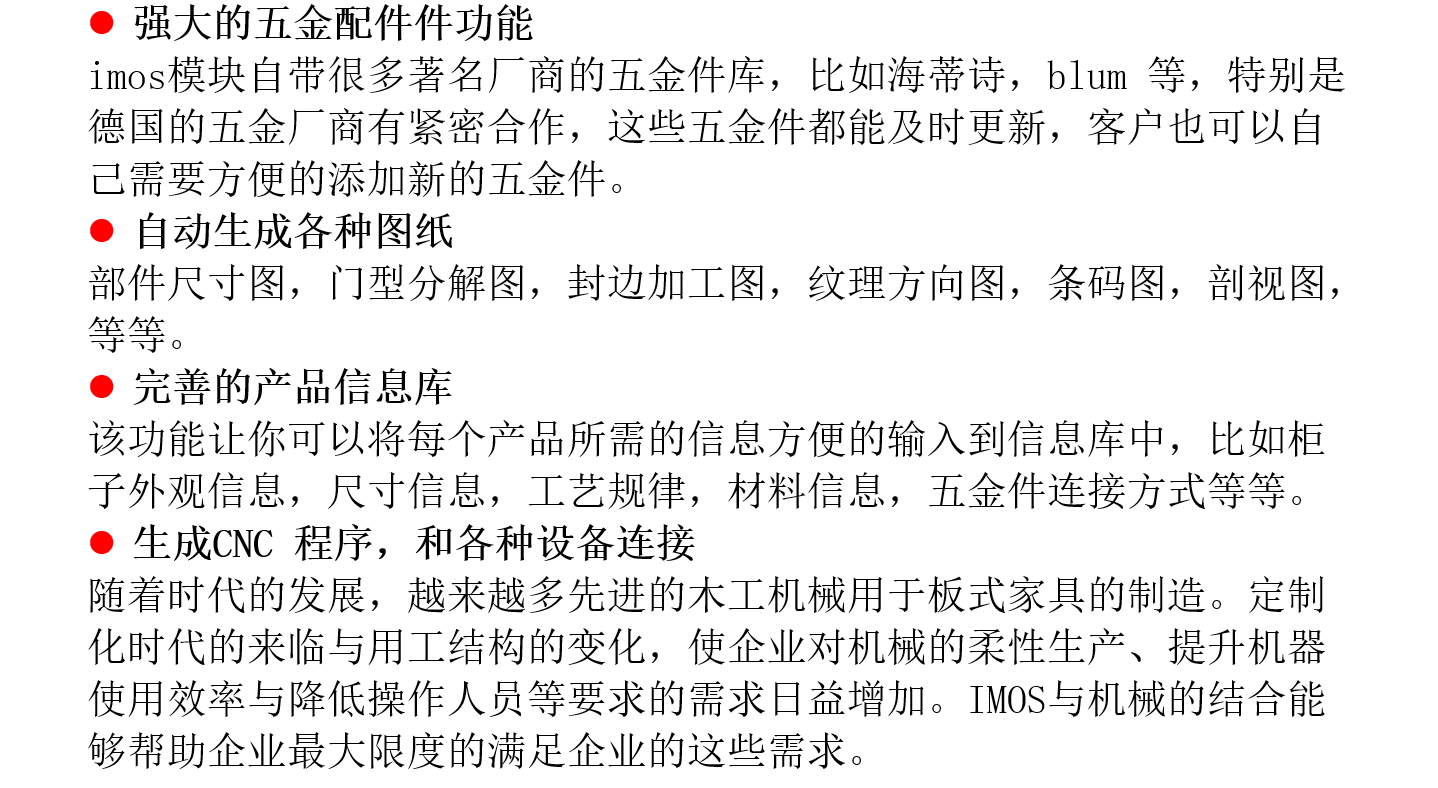 ● 强大的五金配件件功能
imos模块自带很多著名厂商的五金件库，比如海蒂诗，blum 等，特别是
德国的五金厂商有紧密合作，这些五金件都能及时更新，客户也可以自
己需要方便的添加新的五金件。
● 自动生成各种图纸
部件尺寸图，门型分解图，封边加工图，纹理方向图，条码图，剖视图，
等等。
● 完善的产品信息库
该功能让你可以将每个产品所需的信息方便的输入到信息库中，比如柜
子外观信息，尺寸信息，工艺规律，材料信息，五金件连接方式等等。
● 生成CNC 程序，和各种设备连接
随着时代的发展，越来越多先进的木工机械用于板式家具的制造。定制
化时代的来临与用工结构的变化，使企业对机械的柔性生产、提升机器
使用效率与降低操作人员等要求的需求日益增加。IMOS与机械的结合能
够帮助企业最大限度的满足企业的这些需求。